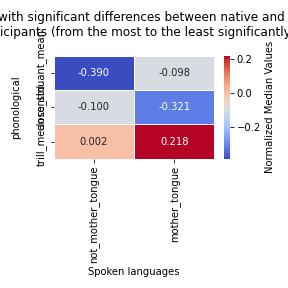 with significant differences between native and
(from the most to the least significantly
-0.390
-0.098
-0.100
-0.321
0.002
0.218
0.2
0.0
−0.2
Normalized Median Values
phonological
not_mother_tongue
mother_tongue
Spoken languages